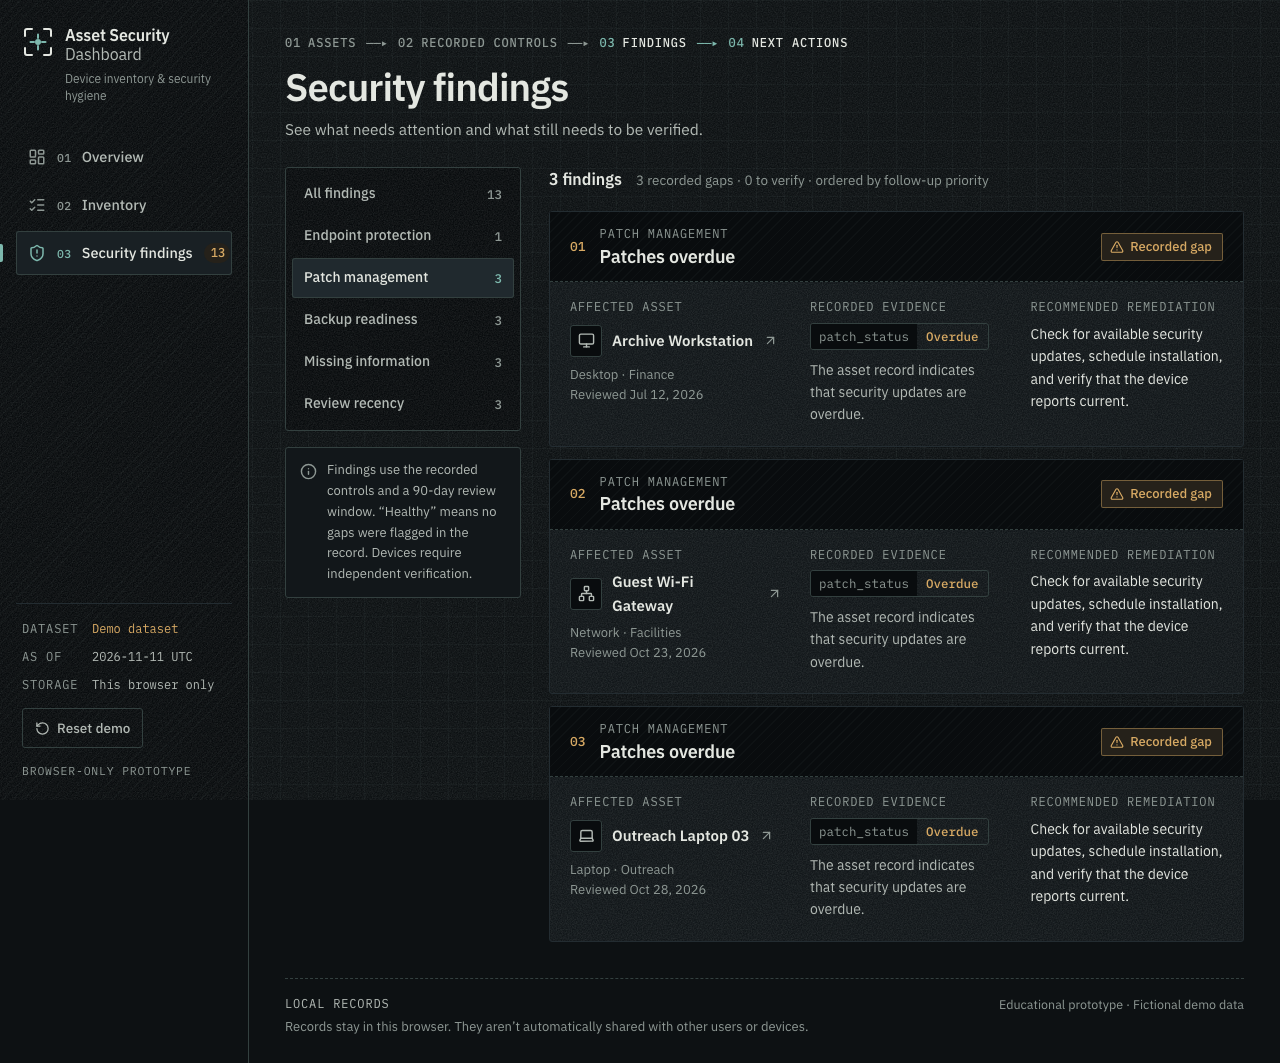 Asset Security
Dashboard
Device inventory & security
hygiene
01 Overview
02 Inventory
03 Security findings 13
DATASET Demo dataset
AS OF 2026-11-11 UTC
STORAGE This browser only
Reset demo
BROWSER-ONLY PROTOTYPE
01 ASSETS → 02 RECORDED CONTROLS → 03 FINDINGS → 04 NEXT ACTIONS
Security findings
See what needs attention and what still needs to be verified.
All findings 13
Endpoint protection 1
Patch management 3
Backup readiness 3
Missing information 3
Review recency 3
Findings use the recorded
controls and a 90-day review
window. “Healthy” means no
gaps were flagged in the
record. Devices require
independent verification.
3 findings 3 recorded gaps · 0 to verify · ordered by follow-up priority
01
PATCH MANAGEMENT
Patches overdue
Recorded gap
AFFECTED ASSET
Archive Workstation
Desktop · Finance
Reviewed Jul 12, 2026
RECORDED EVIDENCE
patch_status Overdue
The asset record indicates
that security updates are
overdue.
RECOMMENDED REMEDIATION
Check for available security
updates, schedule installation,
and verify that the device
reports current.
02
PATCH MANAGEMENT
Patches overdue
Recorded gap
AFFECTED ASSET
Guest Wi-Fi
Gateway
Network · Facilities
Reviewed Oct 23, 2026
RECORDED EVIDENCE
patch_status Overdue
The asset record indicates
that security updates are
overdue.
RECOMMENDED REMEDIATION
Check for available security
updates, schedule installation,
and verify that the device
reports current.
03
PATCH MANAGEMENT
Patches overdue
Recorded gap
AFFECTED ASSET
Outreach Laptop 03
Laptop · Outreach
Reviewed Oct 28, 2026
RECORDED EVIDENCE
patch_status Overdue
The asset record indicates
that security updates are
overdue.
RECOMMENDED REMEDIATION
Check for available security
updates, schedule installation,
and verify that the device
reports current.
LOCAL RECORDS
Records stay in this browser. They aren’t automatically shared with other users or devices.
Educational prototype · Fictional demo data